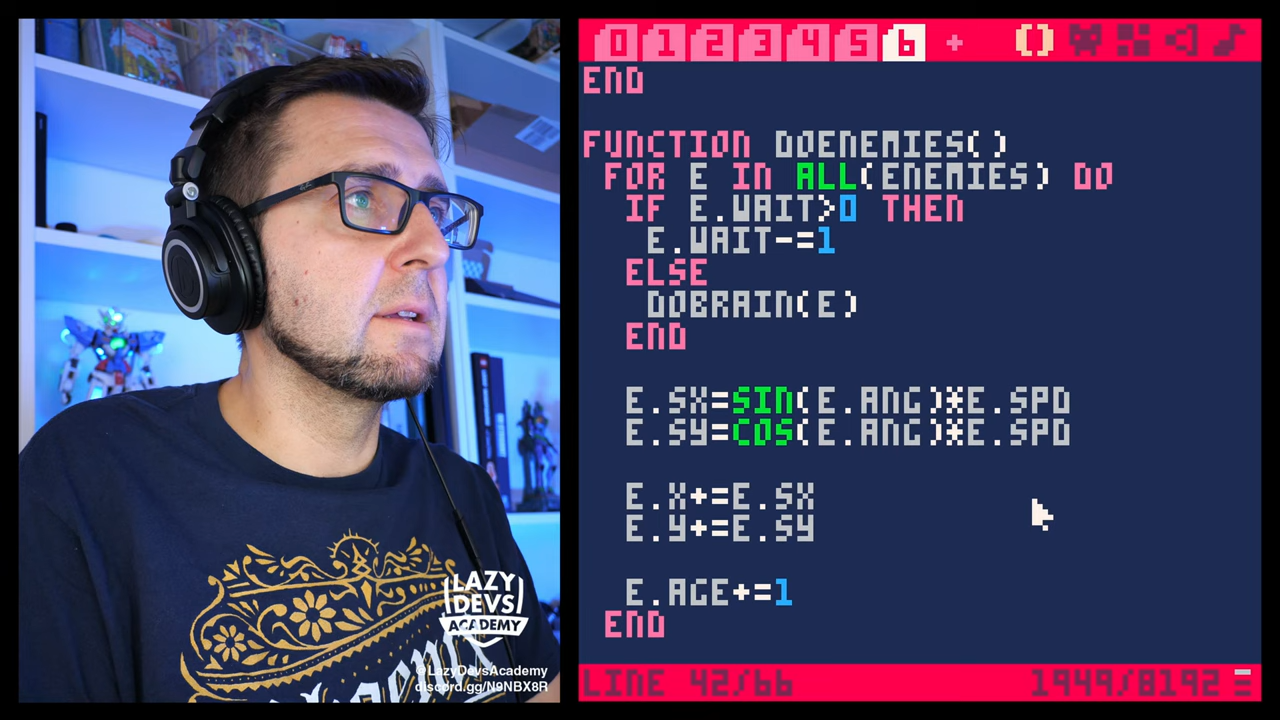 0 1 2 3 4 5 6 + ()
END
FUNCTION DOENEMIES()
FOR E IN ALL(ENEMIES) DO
IF E.WAIT>0 THEN
E.WAIT-=1
ELSE
DOBRAIN(E)
END
E.SX=SIN(E.ANG)*E.SPD
E.SY=COS(E.ANG)*E.SPD
E.X+=E.SX
E.Y+=E.SY
E.AGE+=1
END
LINE 42/66 1949/8192
LAZY
DEVS
ACADEMY
@LazyDevsAcademy
discord.gg/N9NBX8R